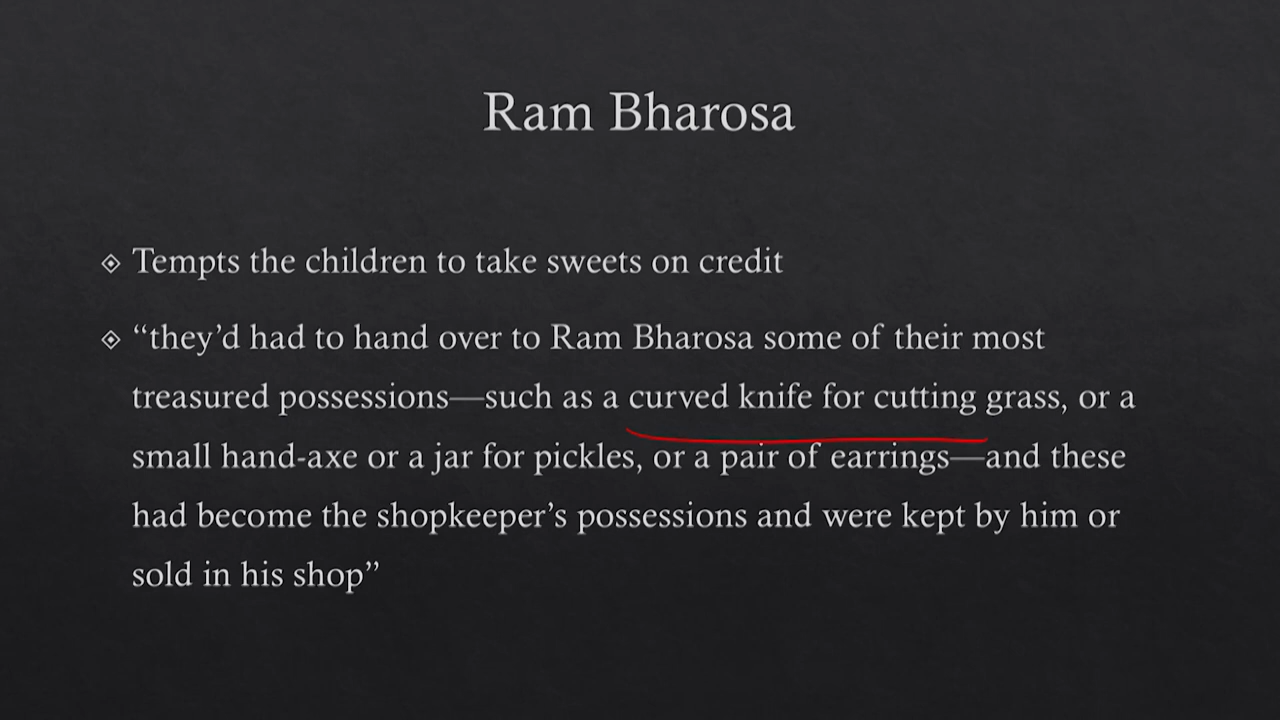 Ram Bharosa
Tempts the children to take sweets on credit
“they’d had to hand over to Ram Bharosa some of their most
treasured possessions—such as a curved knife for cutting grass, or a
small hand-axe or a jar for pickles, or a pair of earrings—and these
had become the shopkeeper’s possessions and were kept by him or
sold in his shop”